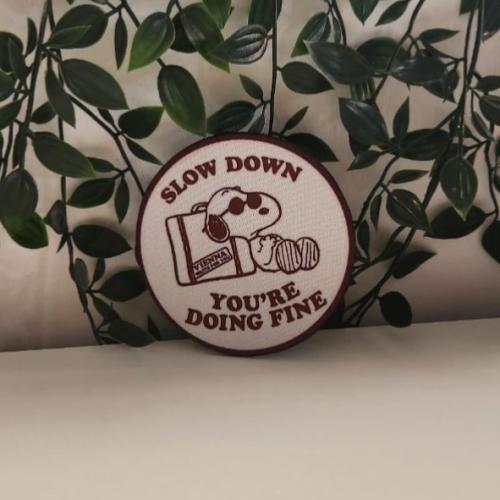 SLOW DOWN
VIENNA
YOU'RE
DOING FINE